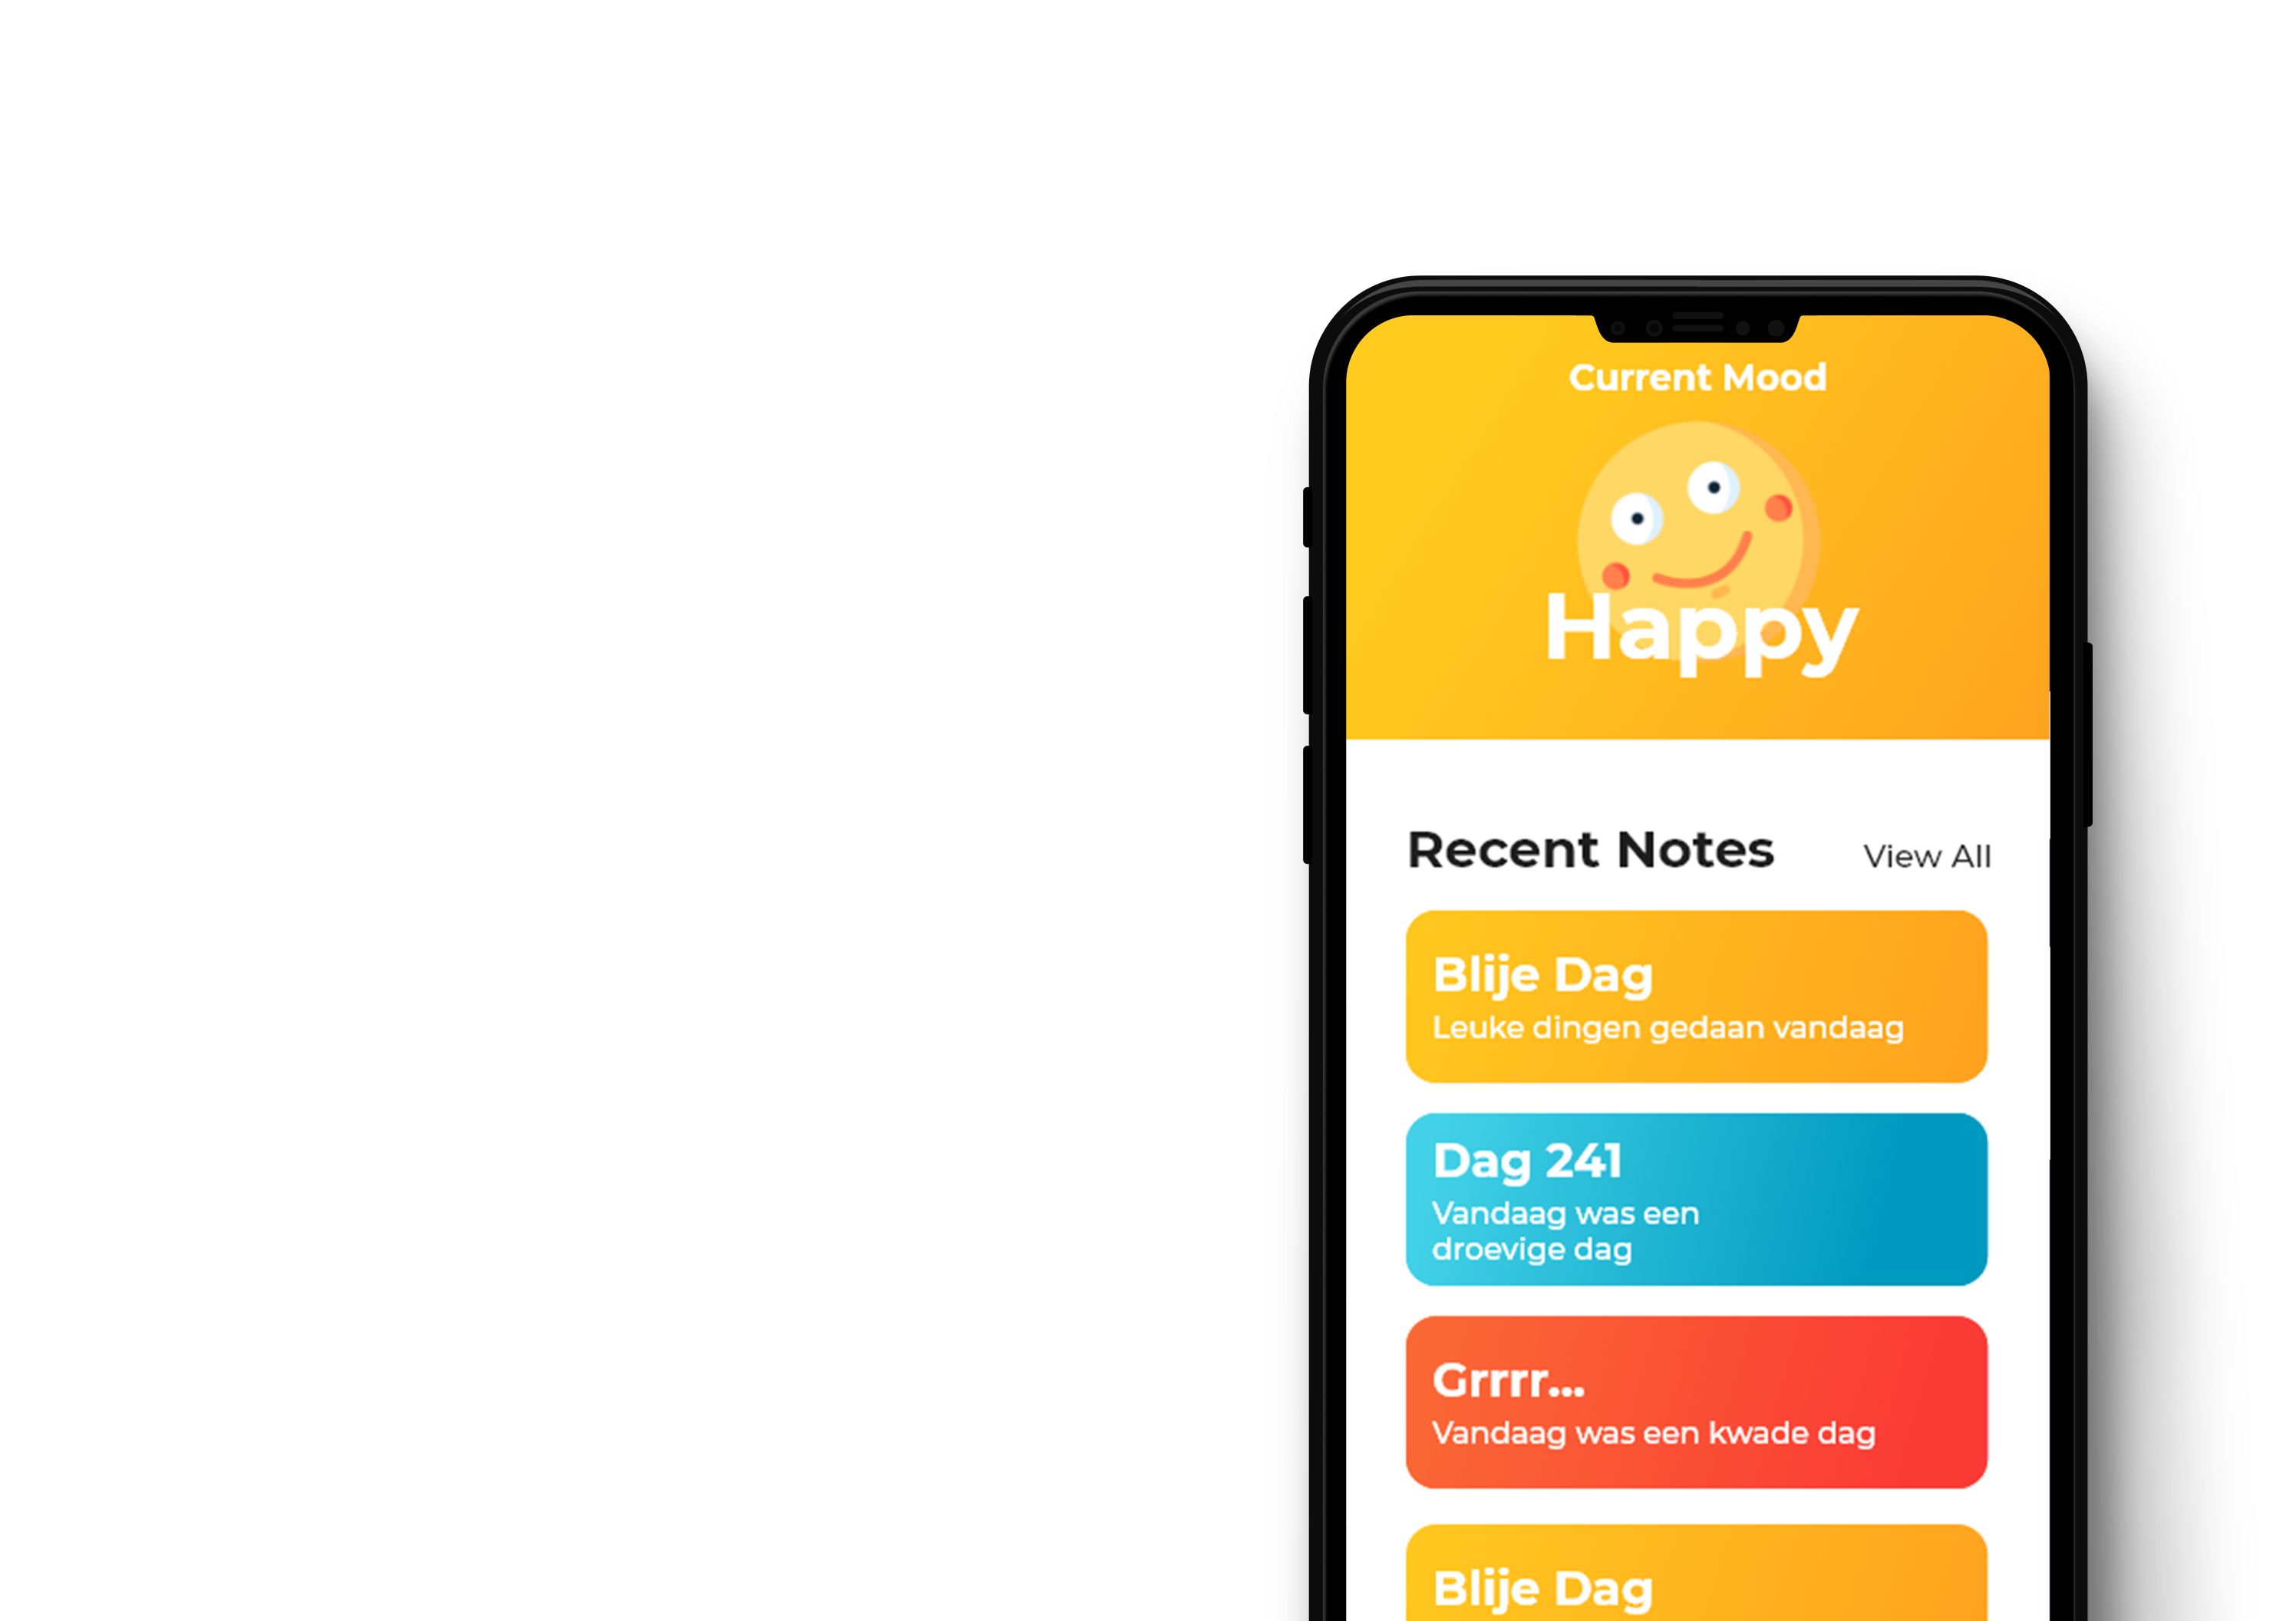 Current Mood
Happy
Recent Notes
View All
Blije Dag
Leuke dingen gedaan vandaag
Dag 241
Vandaag was een
droevige dag
Grrrr...
Vandaag was een kwade dag
Blije Dag